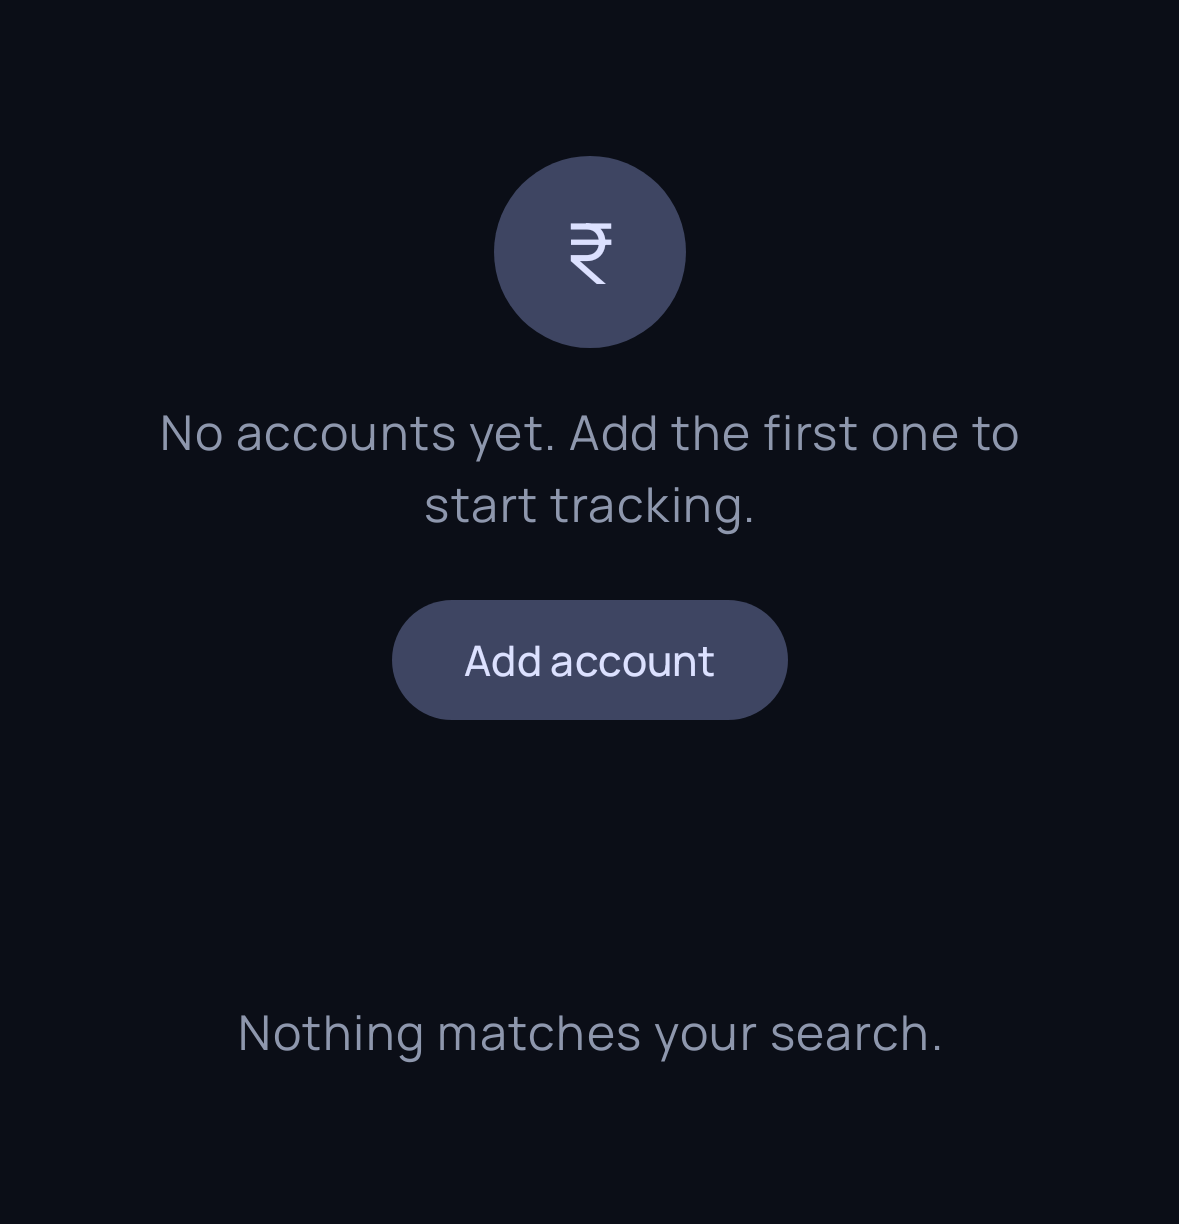 ₹
No accounts yet. Add the first one to
start tracking.
Add account
Nothing matches your search.